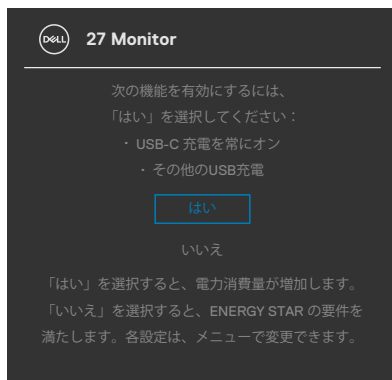 DELL 27 Monitor
次の機能を有効にするには、
「はい」を選択してください：
・USB-C 充電を常にオン
・その他のUSB充電
はい
いいえ
「はい」を選択すると、電力消費量が増加します。
「いいえ」を選択すると、ENERGY STAR の要件を
満たします。各設定は、メニューで変更できます。